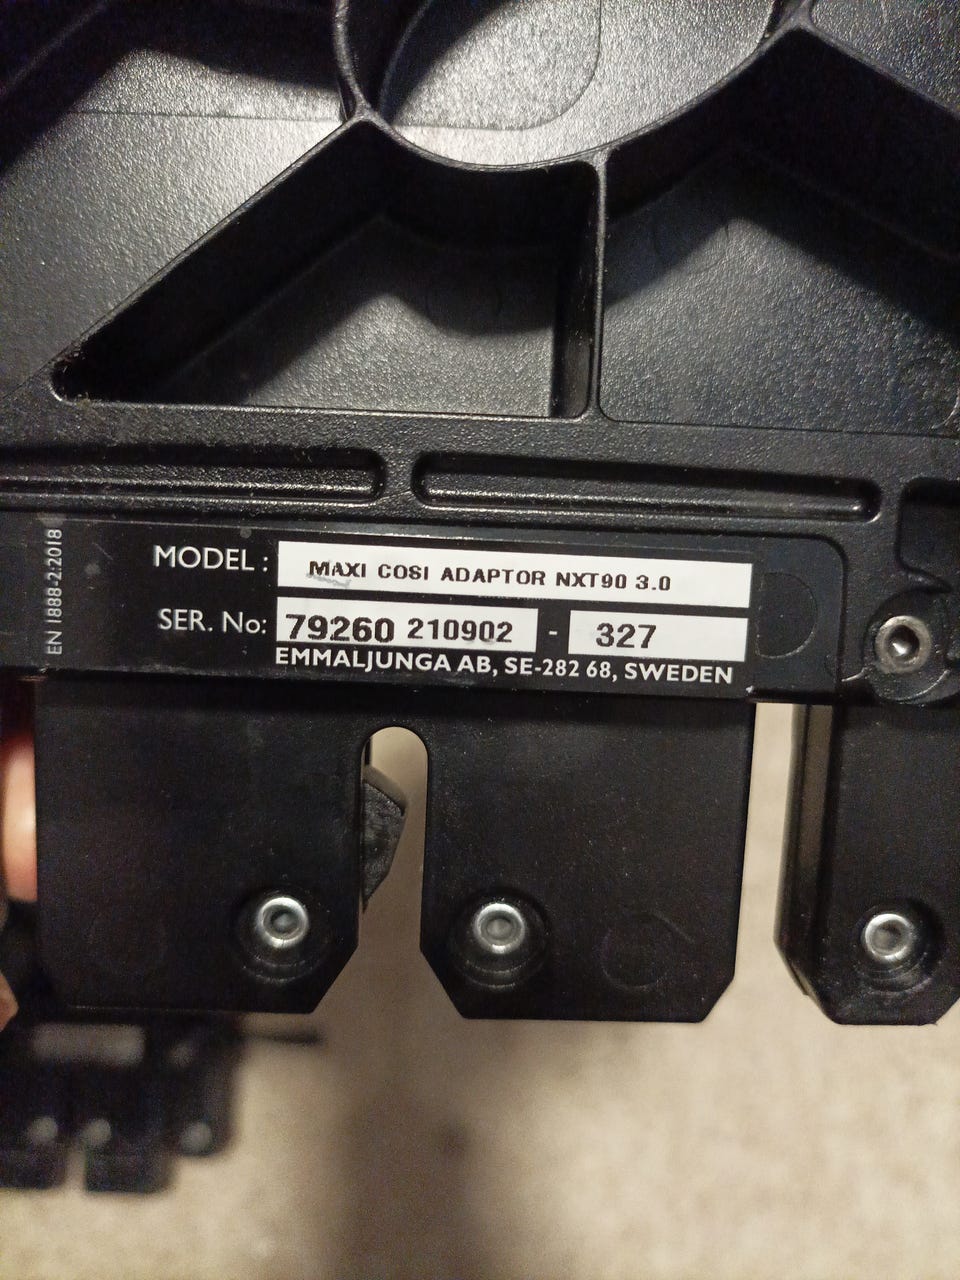 EN 1888-2:2018
MODEL : MAXI COSI ADAPTOR NXT90 3.0
SER. No: 79260 210902 - 327
EMMALJUNGA AB, SE-282 68, SWEDEN